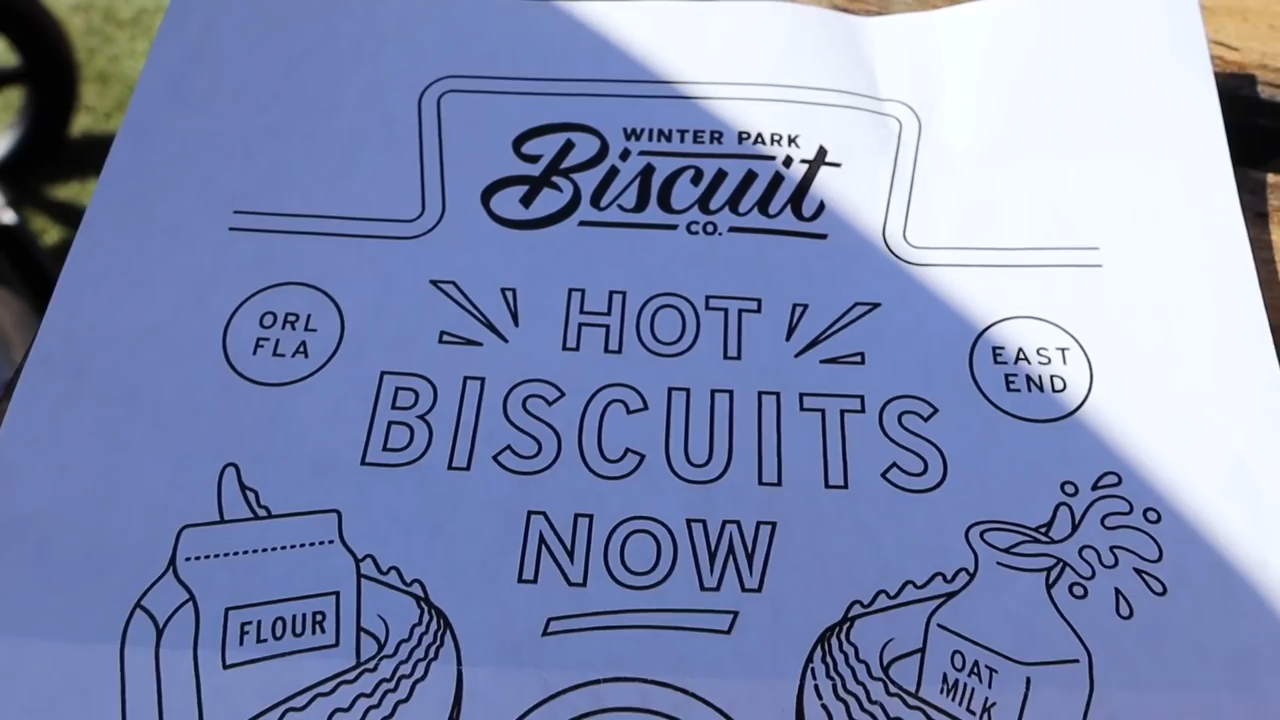 WINTER PARK
Biscuit
CO.
HOT
ORL
FLA
EAST
END
BISCUITS
NOW
FLOUR
OAT
MILK